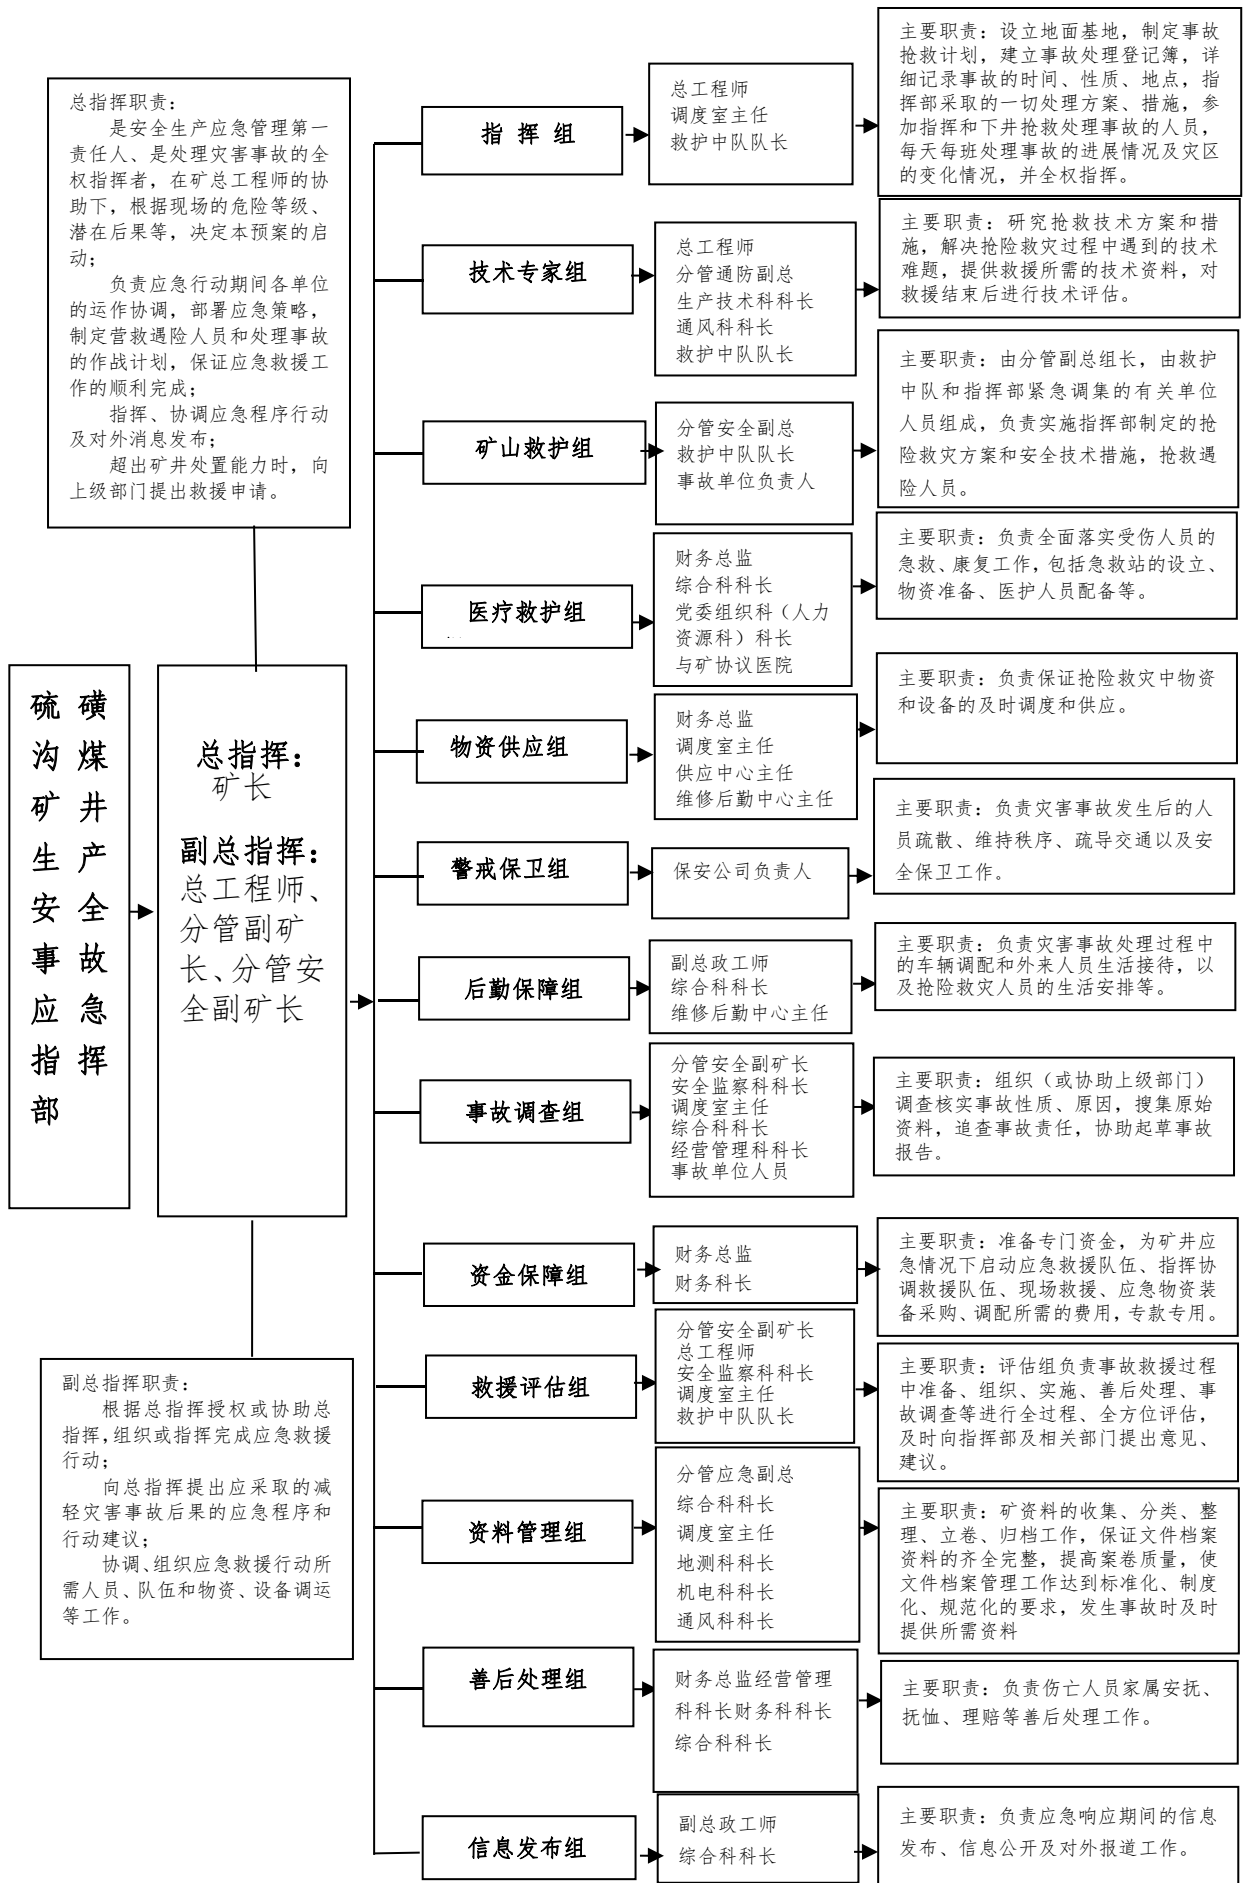 硫磺
沟煤
矿井
生产
安全
事故
应急
指挥
部
总指挥：
矿长
副总指挥：
总工程师、
分管副矿
长、分管安
全副矿长
总指挥职责：
是安全生产应急管理第一
责任人、是处理灾害事故的全
权指挥者，在矿总工程师的协
助下，根据现场的危险等级、
潜在后果等，决定本预案的启
动；
负责应急行动期间各单位
的运作协调，部署应急策略，
制定营救遇险人员和处理事故
的作战计划，保证应急救援工
作的顺利完成；
指挥、协调应急程序行动
及对外消息发布；
超出矿井处置能力时，向
上级部门提出救援申请。
副总指挥职责：
根据总指挥授权或协助总
指挥，组织或指挥完成应急救援
行动；
向总指挥提出应采取的减
轻灾害事故后果的应急程序和
行动建议；
协调、组织应急救援行动所
需人员、队伍和物资、设备调运
等工作。
指 挥 组
总工程师
调度室主任
救护中队队长
主要职责：设立地面基地，制定事故
抢救计划，建立事故处理登记簿，详
细记录事故的时间、性质、地点，指
挥部采取的一切处理方案、措施，参
加指挥和下井抢救处理事故的人员，
每天每班处理事故的进展情况及灾区
的变化情况，并全权指挥。
技术专家组
总工程师
分管通防副总
生产技术科科长
通风科科长
救护中队队长
主要职责：研究抢救技术方案和措
施，解决抢险救灾过程中遇到的技术
难题，提供救援所需的技术资料，对
救援结束后进行技术评估。
矿山救护组
分管安全副总
救护中队队长
事故单位负责人
主要职责：由分管副总组长，由救护
中队和指挥部紧急调集的有关单位
人员组成，负责实施指挥部制定的抢
险救灾方案和安全技术措施，抢救遇
险人员。
医疗救护组
财务总监
综合科科长
党委组织科（人力
资源科）科长
与矿协议医院
主要职责：负责全面落实受伤人员的
急救、康复工作，包括急救站的设立、
物资准备、医护人员配备等。
物资供应组
财务总监
调度室主任
供应中心主任
维修后勤中心主任
主要职责：负责保证抢险救灾中物资
和设备的及时调度和供应。
警戒保卫组
保安公司负责人
主要职责：负责灾害事故发生后的人
员疏散、维持秩序、疏导交通以及安
全保卫工作。
后勤保障组
副总政工师
综合科科长
维修后勤中心主任
主要职责：负责灾害事故处理过程中
的车辆调配和外来人员生活接待，以
及抢险救灾人员的生活安排等。
事故调查组
分管安全副矿长
安全监察科科长
调度室主任
综合科科长
经营管理科科长
事故单位人员
主要职责：组织（或协助上级部门）
调查核实事故性质、原因，搜集原始
资料，追查事故责任，协助起草事故
报告。
资金保障组
财务总监
财务科长
主要职责：准备专门资金，为矿井应
急情况下启动应急救援队伍、指挥协
调救援队伍、现场救援、应急物资装
备采购、调配所需的费用，专款专用。
救援评估组
分管安全副矿长
总工程师
安全监察科科长
调度室主任
救护中队队长
主要职责：评估组负责事故救援过程
中准备、组织、实施、善后处理、事
故调查等进行全过程、全方位评估，
及时向指挥部及相关部门提出意见、
建议。
资料管理组
分管应急副总
综合科科长
调度室主任
地测科科长
机电科科长
通风科科长
主要职责：矿资料的收集、分类、整
理、立卷、归档工作，保证文件档案
资料的齐全完整，提高案卷质量，使
文件档案管理工作达到标准化、制度
化、规范化的要求，发生事故时及时
提供所需资料
善后处理组
财务总监经营管理
科科长财务科科长
综合科科长
主要职责：负责伤亡人员家属安抚、
抚恤、理赔等善后处理工作。
信息发布组
副总政工师
综合科科长
主要职责：负责应急响应期间的信息
发布、信息公开及对外报道工作。